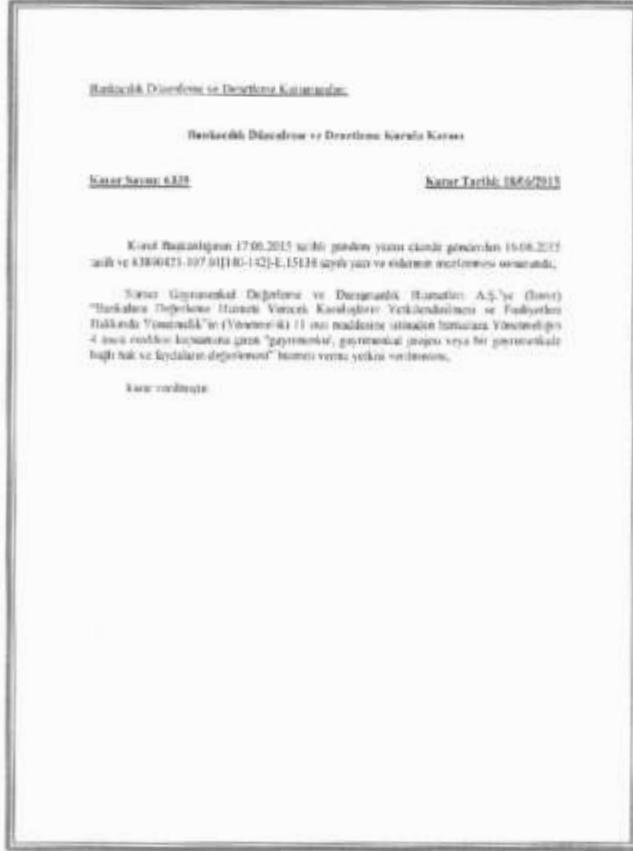 Bankacılık Düzenleme ve Denetleme Kurumundan:
Bankacılık Düzenleme ve Denetleme Kurulu Kararı
Karar Sayısı: Karar Tarihi: 18/06/2015
Kurul Başkanlığının 17.06.2015 tarihli gündem yazısı ekinde gönderilen 16.06.2015
tarih ve sayılı yazı ve eklerinin incelenmesi sonucunda,
Gayrimenkul Değerleme ve Danışmanlık Hizmetleri A.Ş.'ye
"Bankalara Değerleme Hizmeti Verecek Kuruluşların Yetkilendirilmesi ve Faaliyetleri
Hakkında Yönetmelik"in (Yönetmelik) 11 inci maddesine istinaden bankalara Yönetmeliğin
4 üncü maddesi kapsamına giren "gayrimenkul, gayrimenkul projesi veya bir gayrimenkule
bağlı hak ve faydaların değerlemesi" hizmeti verme yetkisi verilmesine,
karar verilmiştir.